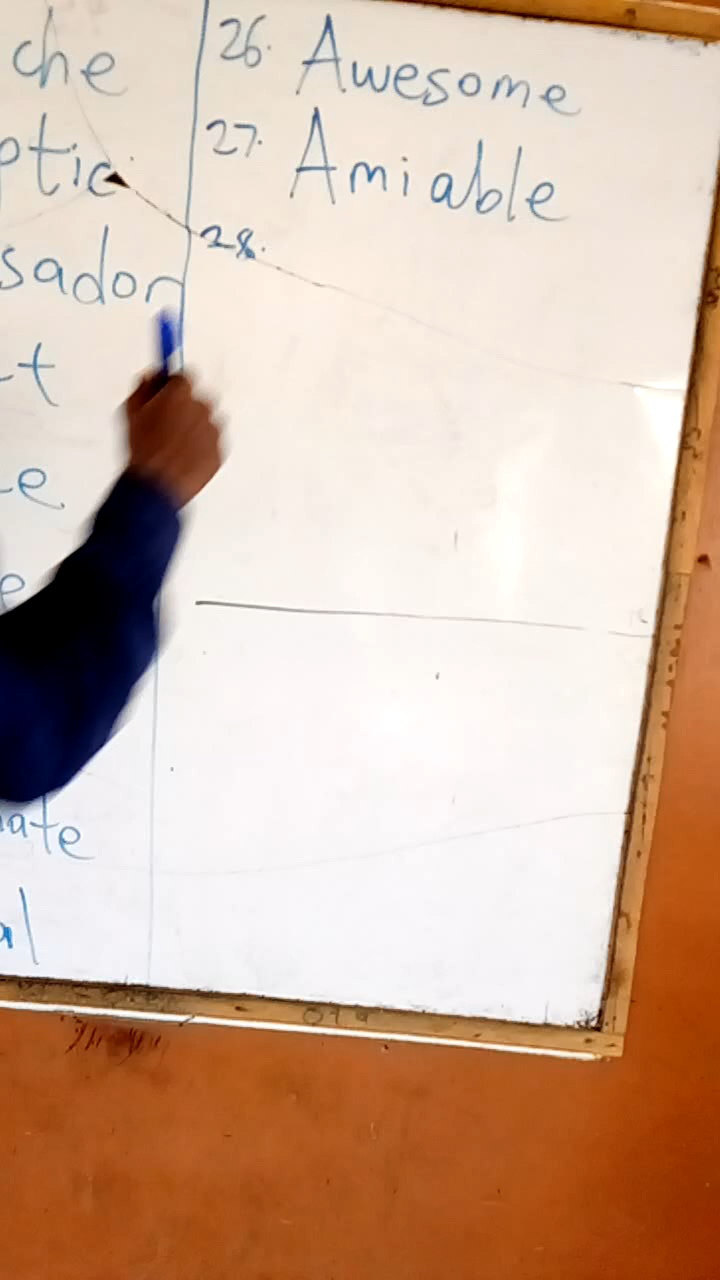 che
ptic
sador
t
e
e
ate
al
26. Awesome
27. Amiable
28.